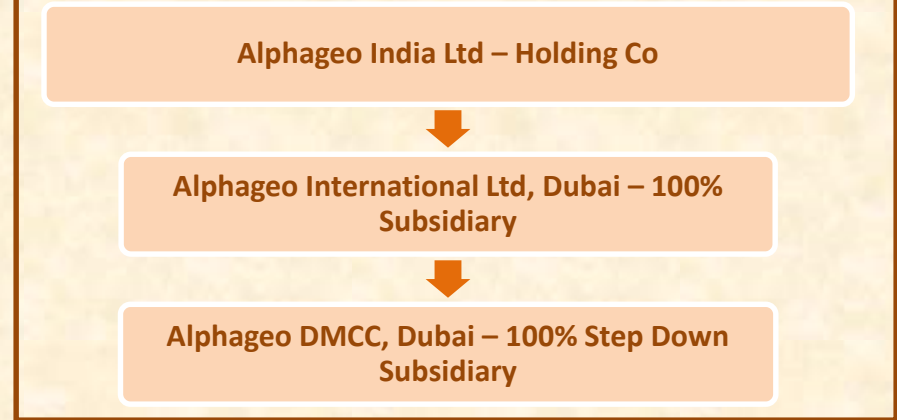 Alphageo India Ltd – Holding Co
Alphageo International Ltd, Dubai – 100%
Subsidiary
Alphageo DMCC, Dubai – 100% Step Down
Subsidiary